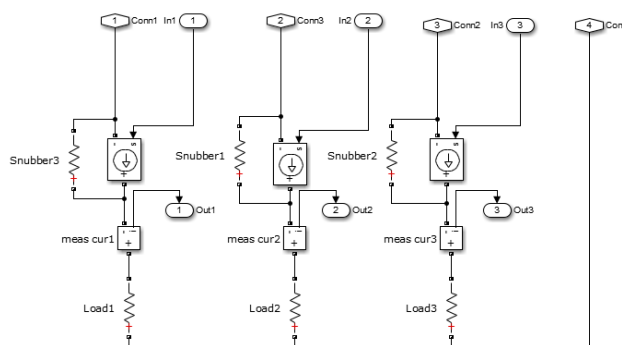 1 Conn1 In1 1
2 Conn3 In2 2
3 Conn2 In3 3
4 Con
Snubber3
Snubber1
Snubber2
1 Out1
2 Out2
3 Out3
meas cur1
meas cur2
meas cur3
Load1
Load2
Load3